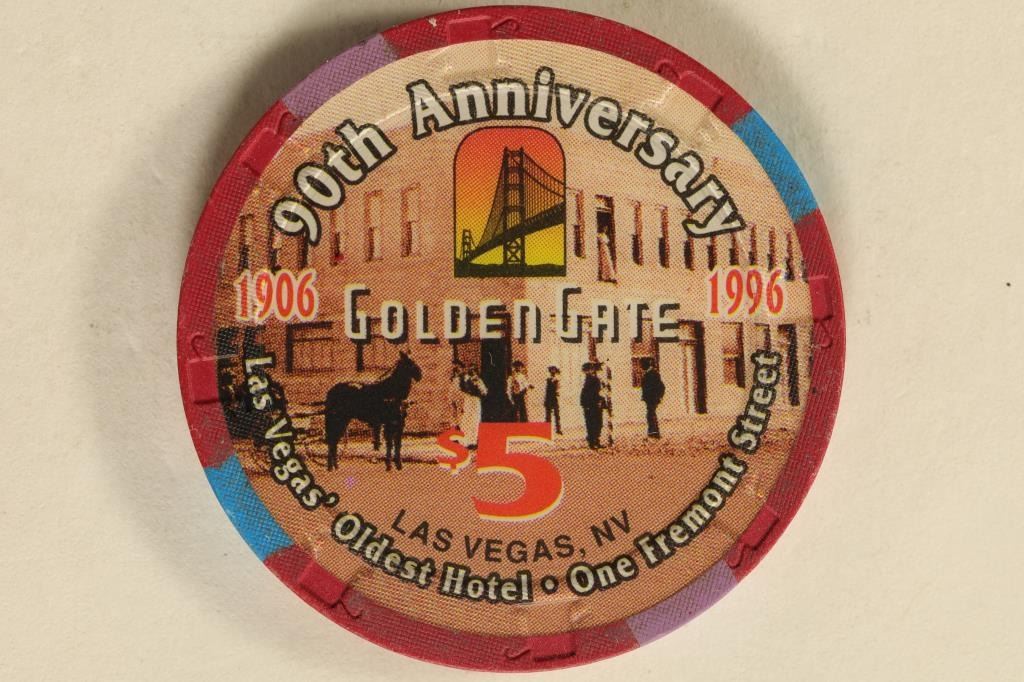 90th Anniversary
1906
1996
GOLDEN GATE
$5
LAS VEGAS, NV
Las Vegas' Oldest Hotel • One Fremont Street